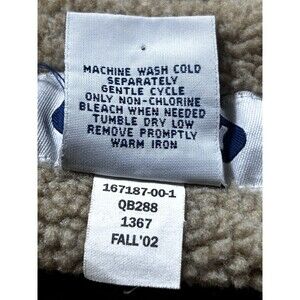 MACHINE WASH COLD
SEPARATELY
GENTLE CYCLE
ONLY NON-CHLORINE
BLEACH WHEN NEEDED
TUMBLE DRY LOW
REMOVE PROMPTLY
WARM IRON
167187-00-1
QB288
1367
FALL'02